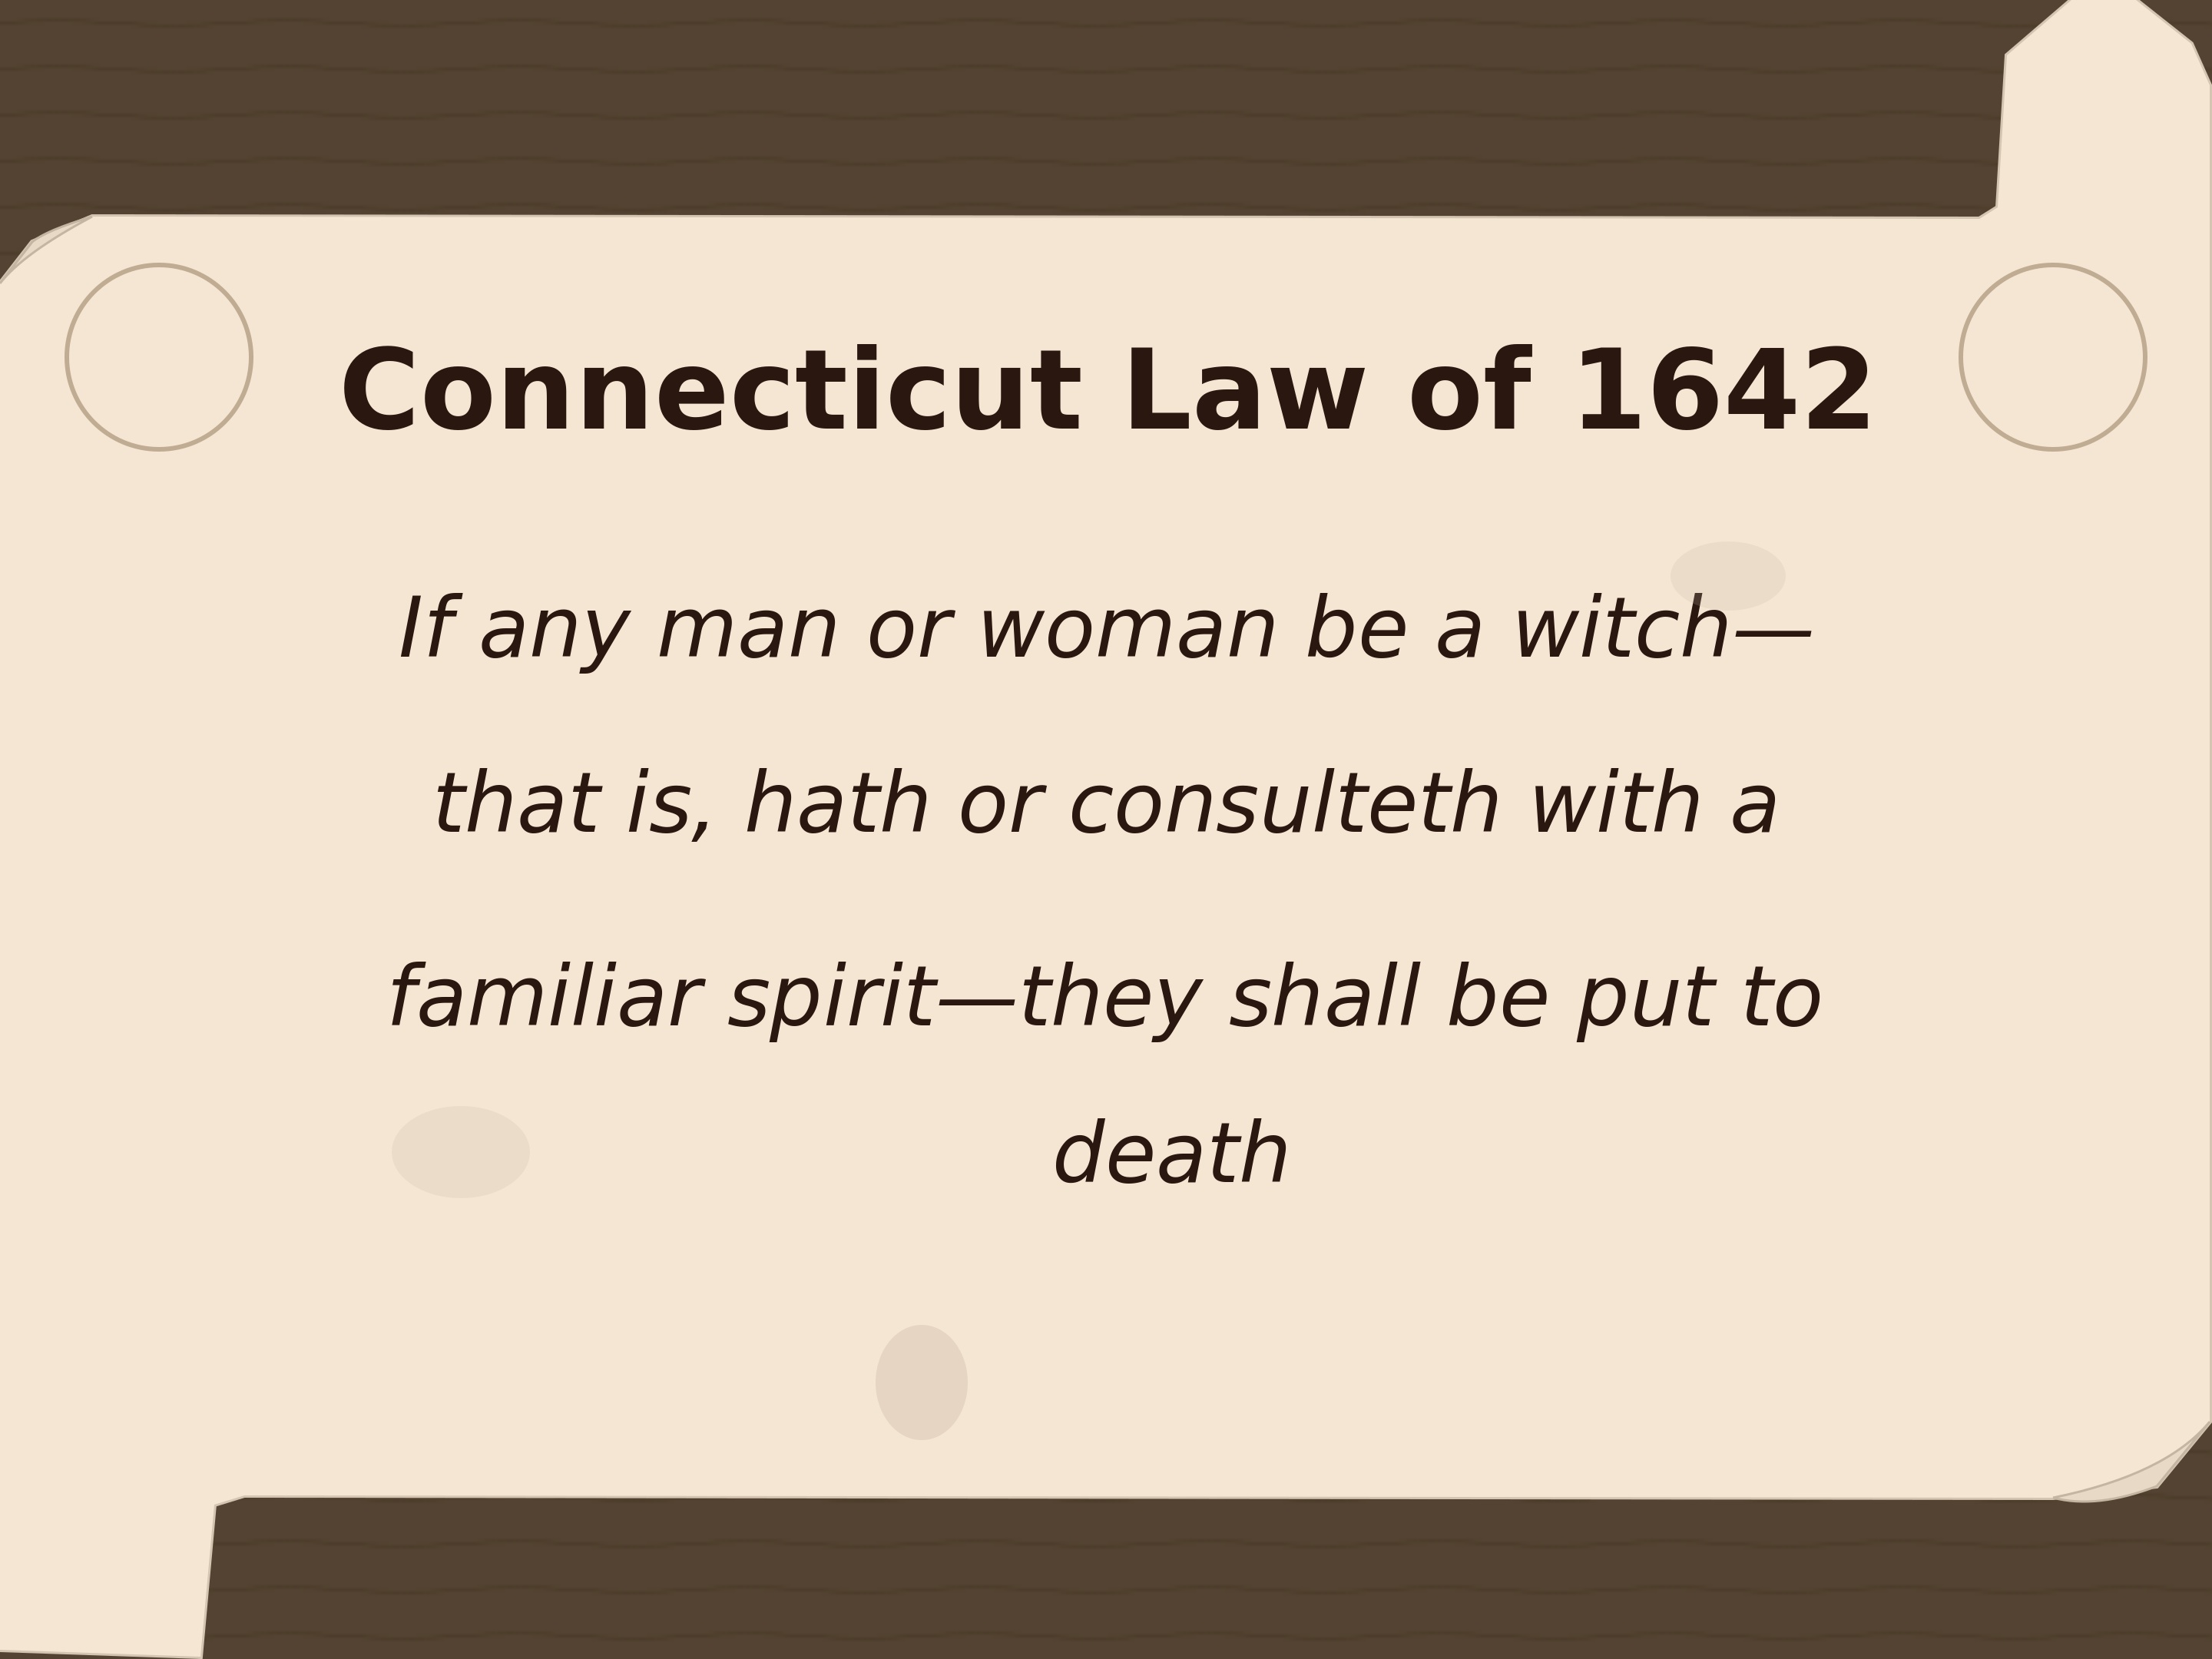 Connecticut Law of 1642
If any man or woman be a witch—
that is, hath or consulteth with a
familiar spirit—they shall be put to
death